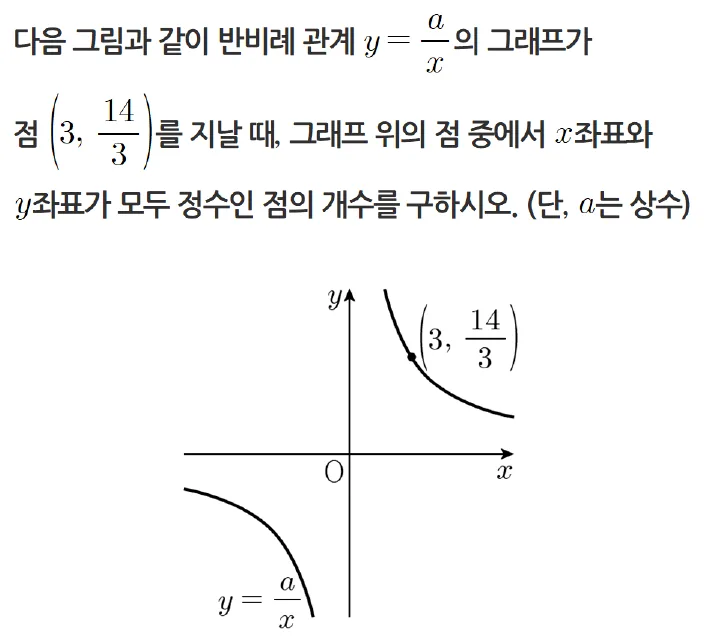 다음 그림과 같이 반비례 관계 y = a/x 의 그래프가
점 (3, 14/3)를 지날 때, 그래프 위의 점 중에서 x좌표와
y좌표가 모두 정수인 점의 개수를 구하시오. (단, a는 상수)
y
(3, 14/3)
O
x
y = a/x